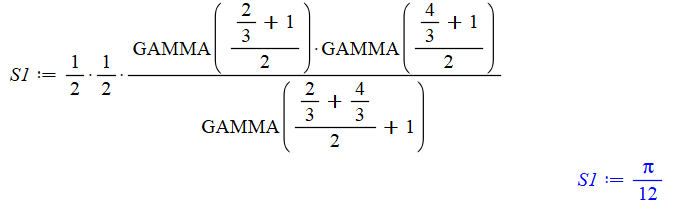 S1 := 1/2 · 1/2 · GAMMA((2/3 + 1)/2) · GAMMA((4/3 + 1)/2) / GAMMA((2/3 + 4/3)/2 + 1)
S1 := π/12